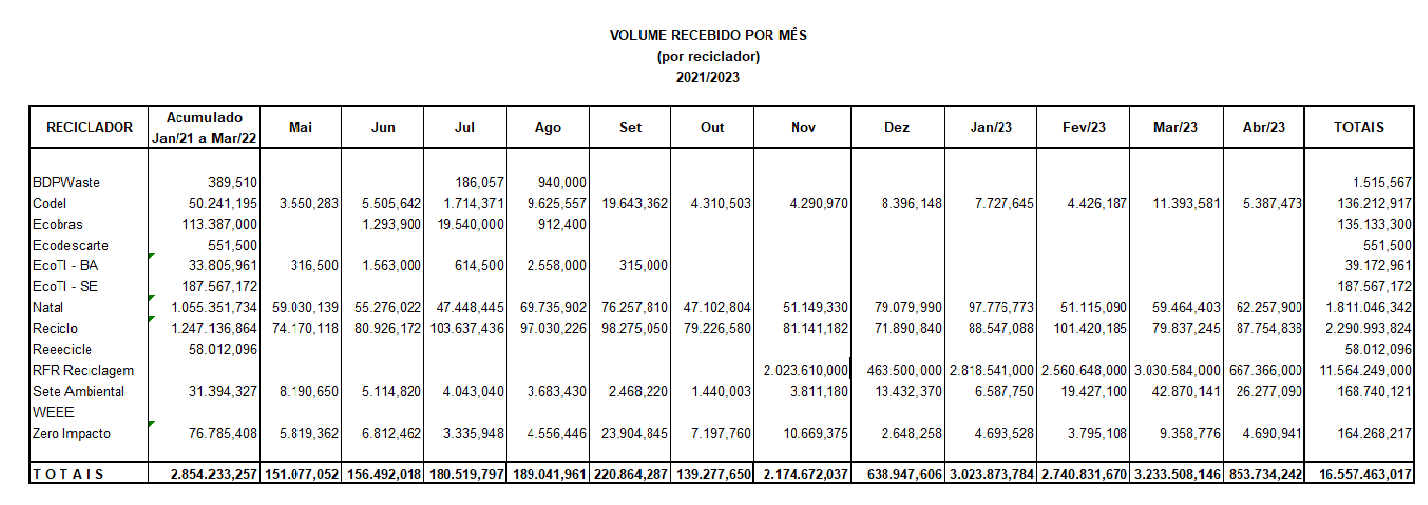 VOLUME RECEBIDO POR MÊS
(por reciclador)
2021/2023
RECICLADOR Acumulado Jan/21 a Mar/22 Mai Jun Jul Ago Set Out Nov Dez Jan/23 Fev/23 Mar/23 Abr/23 TOTAIS
BDPWaste 389,510 186,057 940,000 1.515,567
Codel 50.241,195 3.550,283 5.505,642 1.714,371 9.625,557 19.643,362 4.310,503 4.290,970 8.396,148 7.727,645 4.426,187 11.393,581 5.387,473 136.212,917
Ecobras 113.387,000 1.293,900 19.540,000 912,400 135.133,300
Ecodescarte 551,500 551,500
EcoTI - BA 33.805,961 316,500 1.563,000 614,500 2.558,000 315,000 39.172,961
EcoTI - SE 187.567,172 187.567,172
Natal 1.055.351,734 59.030,139 55.276,022 47.448,445 69.735,902 76.257,810 47.102,804 51.149,330 79.079,990 97.776,773 51.115,090 59.464,403 62.257,900 1.811.046,342
Reciclo 1.247.136,864 74.170,118 80.926,172 103.637,436 97.030,226 98.275,050 79.226,580 81.141,182 71.890,840 88.547,088 101.420,185 79.837,245 87.754,838 2.290.993,824
Reeecicle 58.012,096 58.012,096
RFR Reciclagem 2.023.610,000 463.500,000 2.818.541,000 2.560.648,000 3.030.584,000 667.366,000 11.564.249,000
Sete Ambiental 31.394,327 8.190,650 5.114,820 4.043,040 3.683,430 2.468,220 1.440,003 3.811,180 13.432,370 6.587,750 19.427,100 42.870,141 26.277,090 168.740,121
WEEE
Zero Impacto 76.785,408 5.819,362 6.812,462 3.335,948 4.556,446 23.904,845 7.197,760 10.669,375 2.648,258 4.693,528 3.795,108 9.358,776 4.690,941 164.268,217
T O T A I S 2.854.233,257 151.077,052 156.492,018 180.519,797 189.041,961 220.864,287 139.277,650 2.174.672,037 638.947,606 3.023.873,784 2.740.831,670 3.233.508,146 853.734,242 16.557.463,017